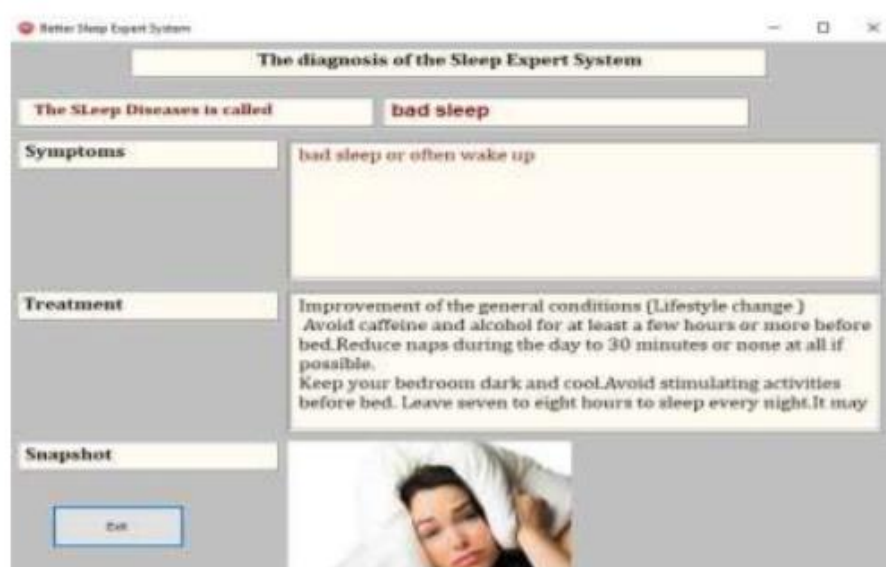 Better Sleep Expert System
The diagnosis of the Sleep Expert System
The SLeep Diseases is called
bad sleep
Symptoms
bad sleep or often wake up
Treatment
Improvement of the general conditions (Lifestyle change )
Avoid caffeine and alcohol for at least a few hours or more before
bed.Reduce naps during the day to 30 minutes or none at all if
possible.
Keep your bedroom dark and cool.Avoid stimulating activities
before bed. Leave seven to eight hours to sleep every night.It may
Snapshot
Exit